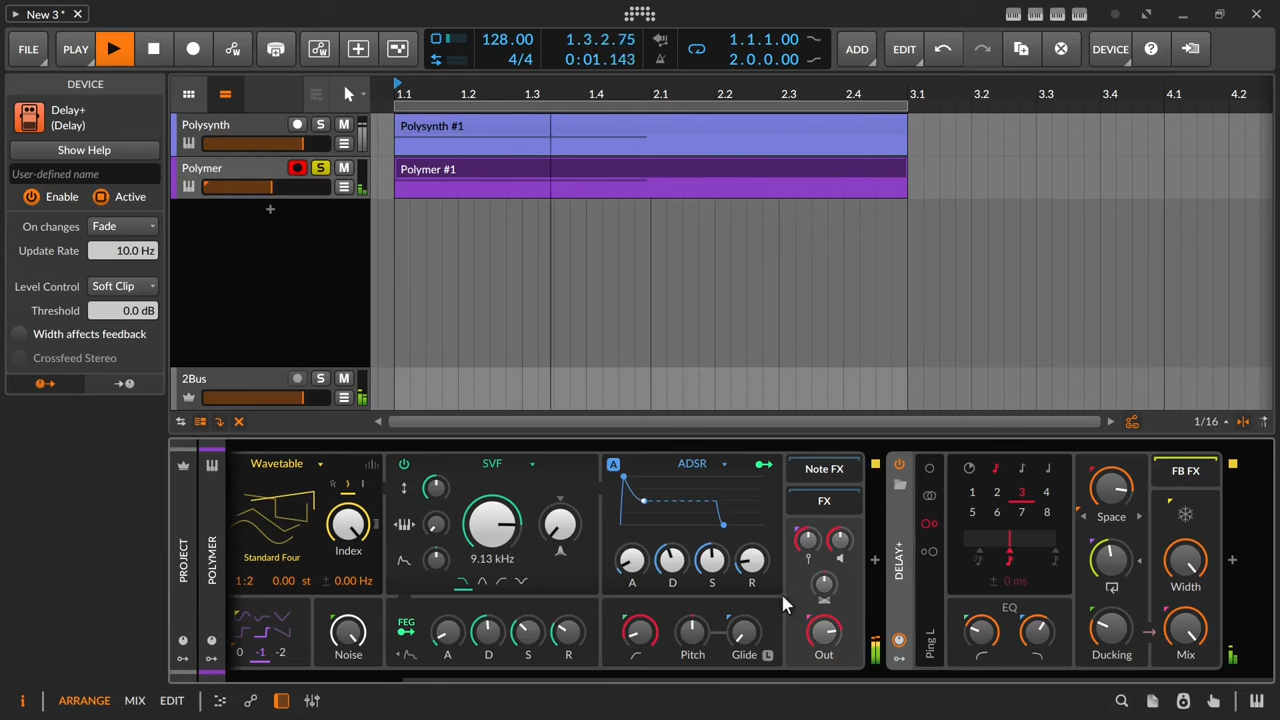 New 3 *
FILE
PLAY
128.00
4/4
1.3.2.75
0:01.143
1.1.1.00
2.0.0.00
ADD
EDIT
DEVICE
DEVICE
Delay+
(Delay)
Show Help
User-defined name
Enable
Active
On changes
Fade
Update Rate
10.0 Hz
Level Control
Soft Clip
Threshold
0.0 dB
Width affects feedback
Crossfeed Stereo
1.1 1.2 1.3 1.4 2.1 2.2 2.3 2.4 3.1 3.2 3.3 3.4 4.1 4.2
Polysynth
S M
Polysynth #1
Polymer
S M
Polymer #1
2Bus
S M
1/16
PROJECT
POLYMER
Wavetable
Standard Four
Index
1:2 0.00 st ± 0.00 Hz
0 -1 -2
Noise
SVF
9.13 kHz
FEG
A D S R
A
ADSR
A D S R
Pitch
Glide L
Note FX
FX
Out
DELAY+
Ping L
1 2 3 4
5 6 7 8
± 0 ms
EQ
Space
Ducking
FB FX
Width
Mix
ARRANGE
MIX
EDIT